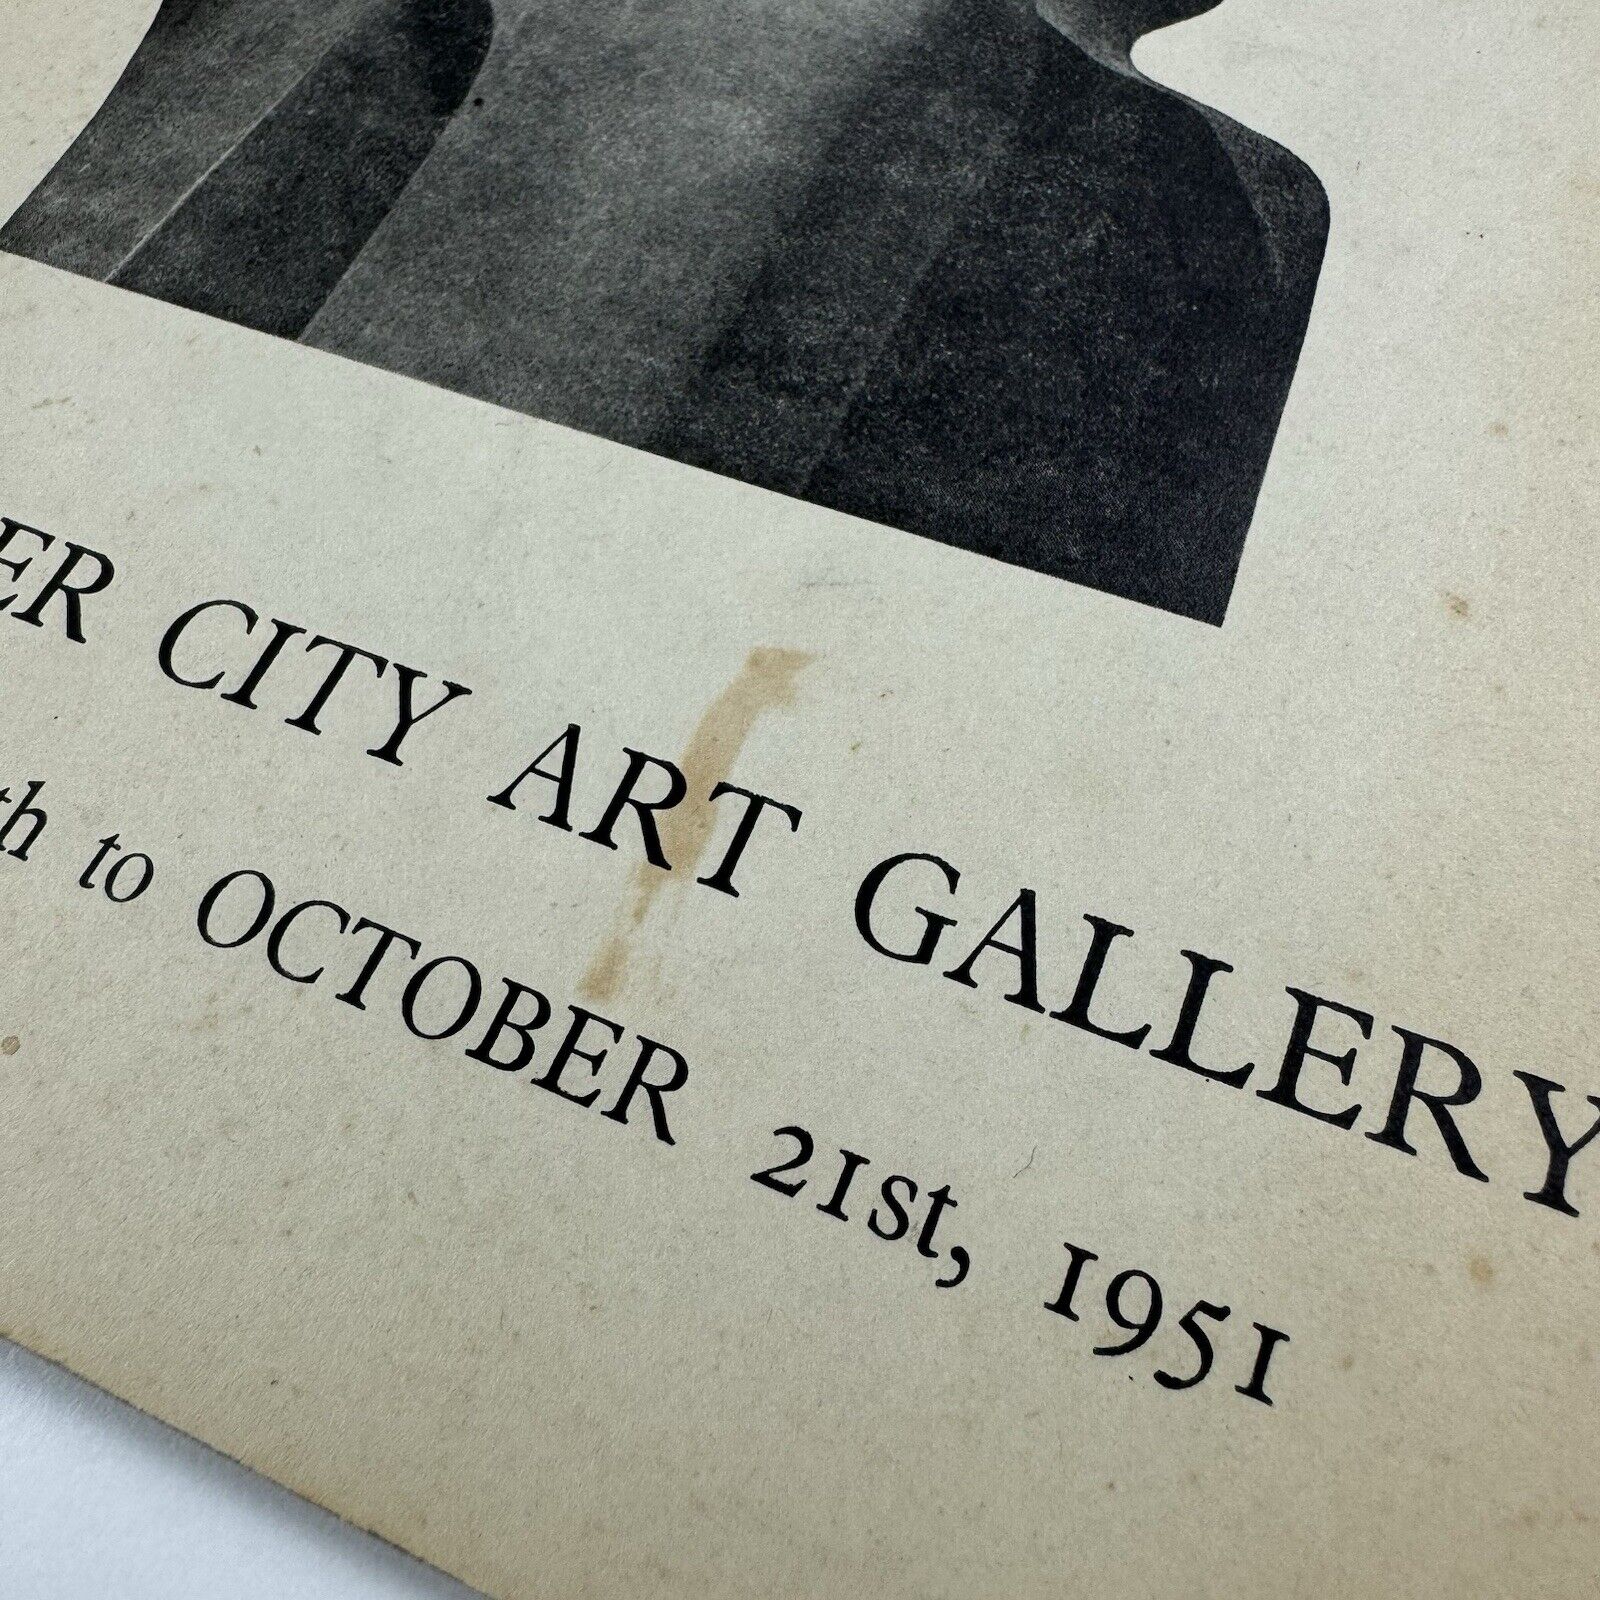 ER CITY ART GALLERY
th to OCTOBER 21st, 1951